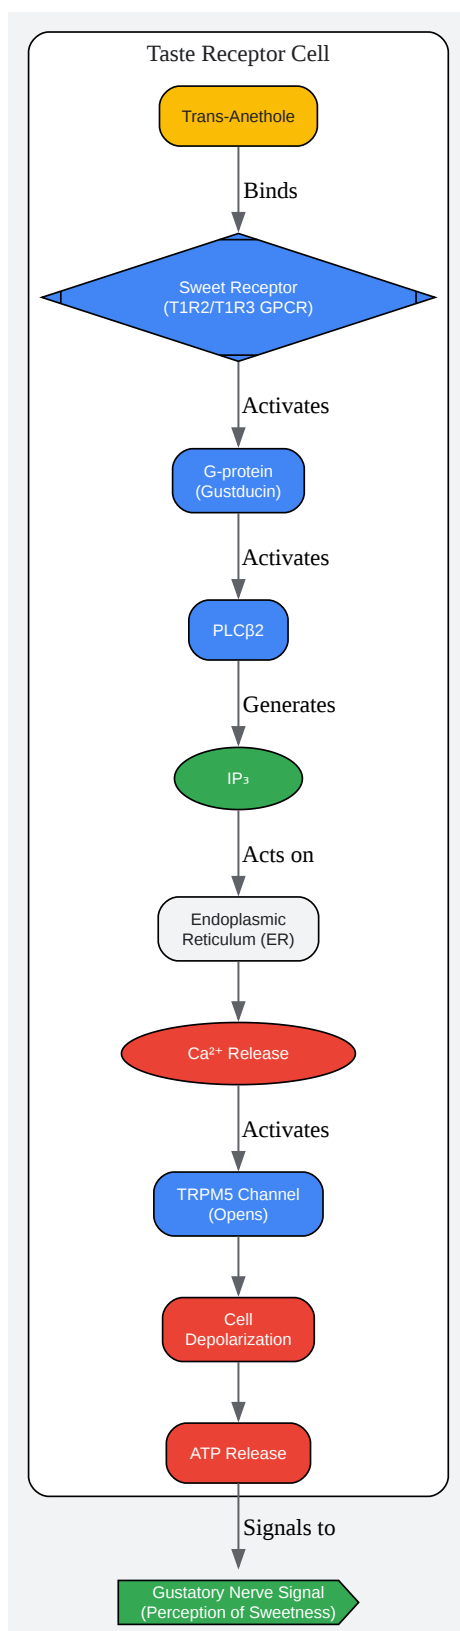 Taste Receptor Cell
Trans-Anethole
Binds
Sweet Receptor
(T1R2/T1R3 GPCR)
Activates
G-protein
(Gustducin)
Activates
PLCβ2
Generates
IP₃
Acts on
Endoplasmic
Reticulum (ER)
Ca²⁺ Release
Activates
TRPM5 Channel
(Opens)
Cell
Depolarization
ATP Release
Signals to
Gustatory Nerve Signal
(Perception of Sweetness)